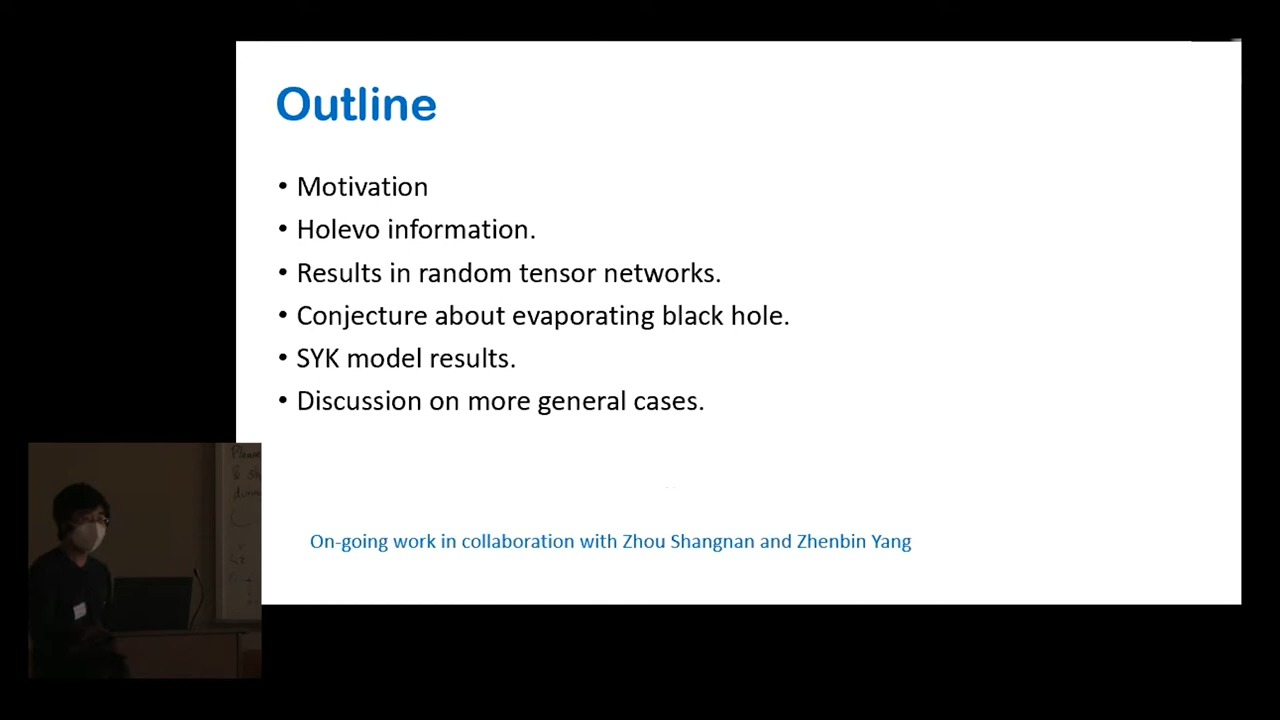 Outline
• Motivation
• Holevo information.
• Results in random tensor networks.
• Conjecture about evaporating black hole.
• SYK model results.
• Discussion on more general cases.
On-going work in collaboration with Zhou Shangnan and Zhenbin Yang